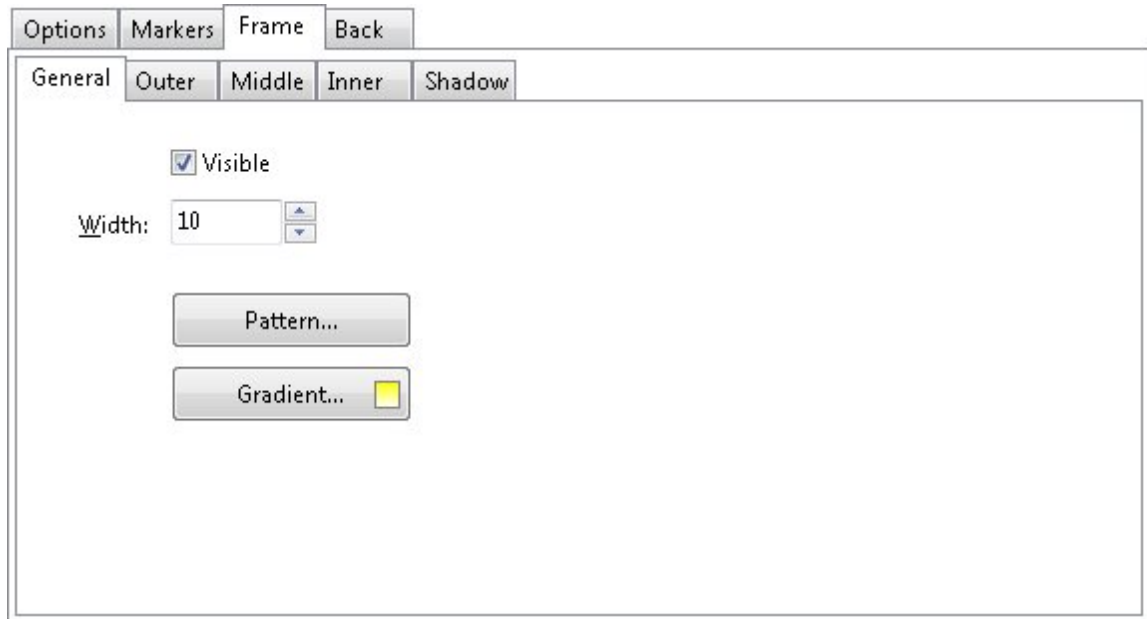 Options Markers Frame Back
General Outer Middle Inner Shadow
Visible
Width: 10
Pattern...
Gradient...